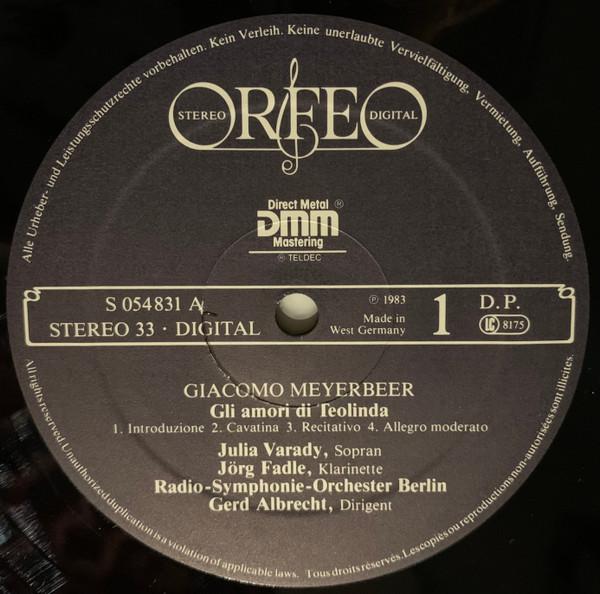 Alle Urheber- und Leistungsschutzrechte vorbehalten. Kein Verleih. Keine unerlaubte Vervielfältigung, Vermietung, Aufführung, Sendung.
ORFEO
STEREO
DIGITAL
Direct Metal ®
DMM
Mastering
® TELDEC
S 054831 A
STEREO 33 · DIGITAL
℗ 1983
Made in
West Germany
1
D.P.
LC 8175
GIACOMO MEYERBEER
Gli amori di Teolinda
1. Introduzione 2. Cavatina 3. Recitativo 4. Allegro moderato
Julia Varady, Sopran
Jörg Fadle, Klarinette
Radio-Symphonie-Orchester Berlin
Gerd Albrecht, Dirigent
All rights reserved. Unauthorized duplication is a violation of applicable laws. Tous droits réservés. Les copies ou reproductions non-autorisées sont illicites.